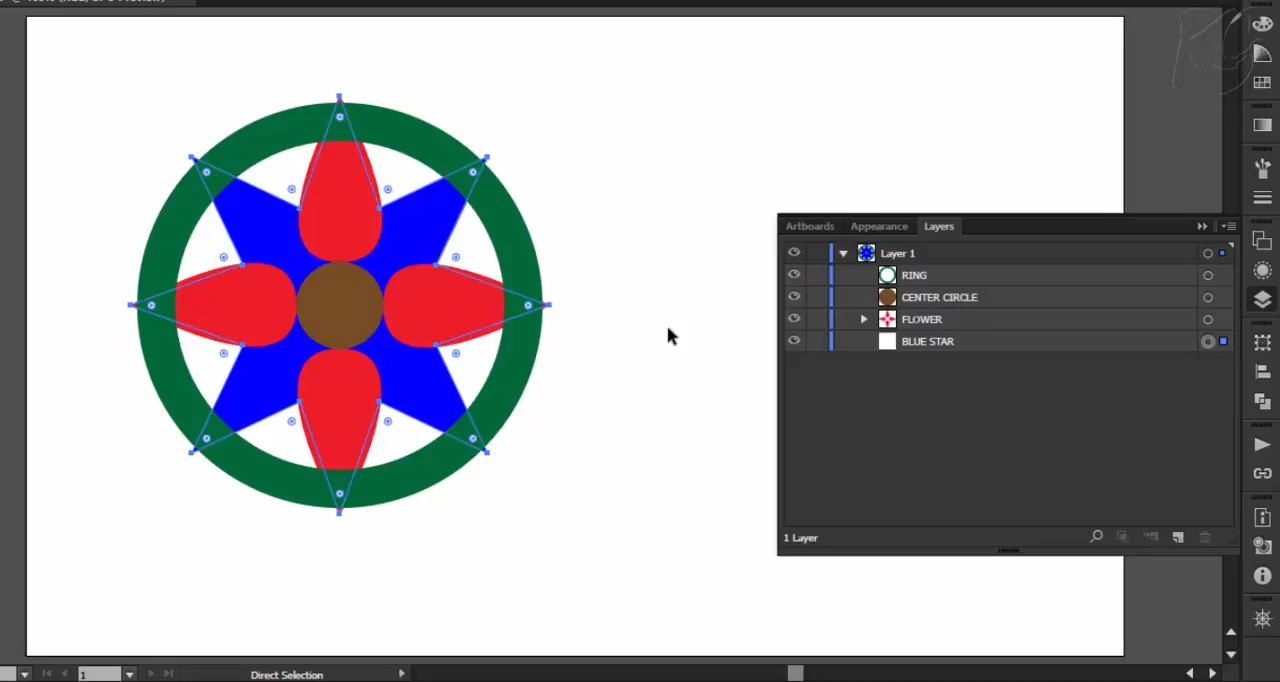 Artboards Appearance Layers
Layer 1
RING
CENTER CIRCLE
FLOWER
BLUE STAR
1 Layer
1 Direct Selection